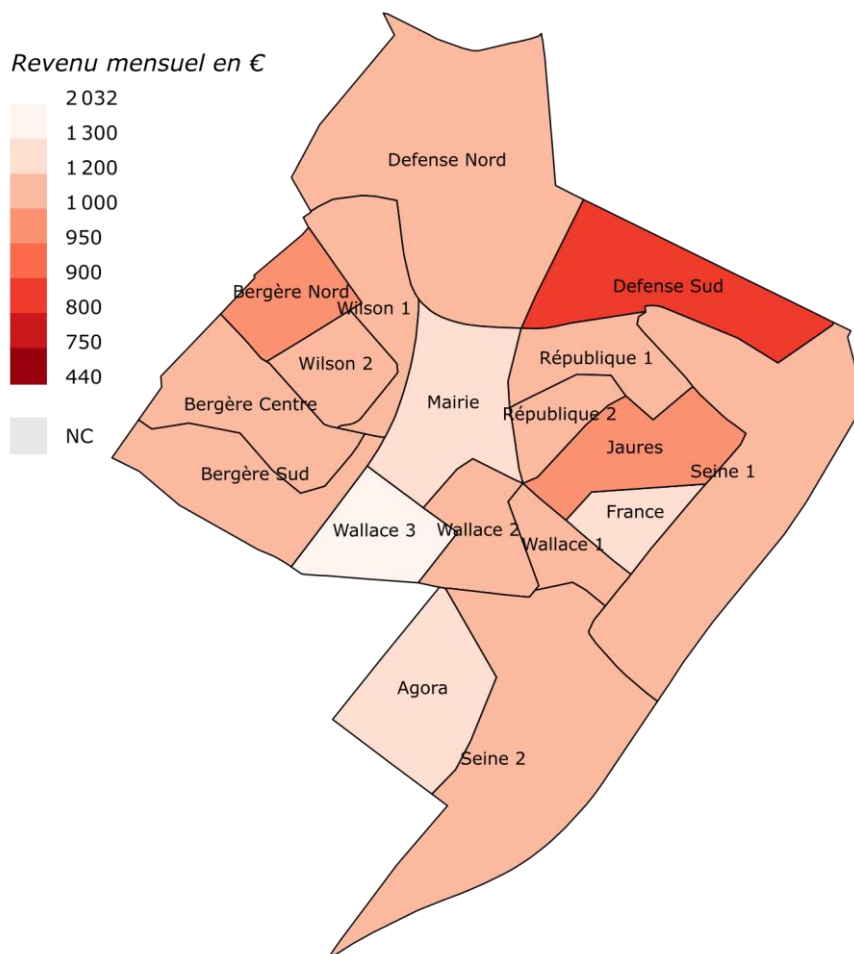 Revenu mensuel en €
2 032
1 300
1 200
1 000
950
900
800
750
440
NC
Defense Nord
Defense Sud
Bergère Nord
Wilson 1
République 1
Wilson 2
Mairie
Bergère Centre
République 2
Jaures
Bergère Sud
Seine 1
France
Wallace 3
Wallace 2
Wallace 1
Agora
Seine 2